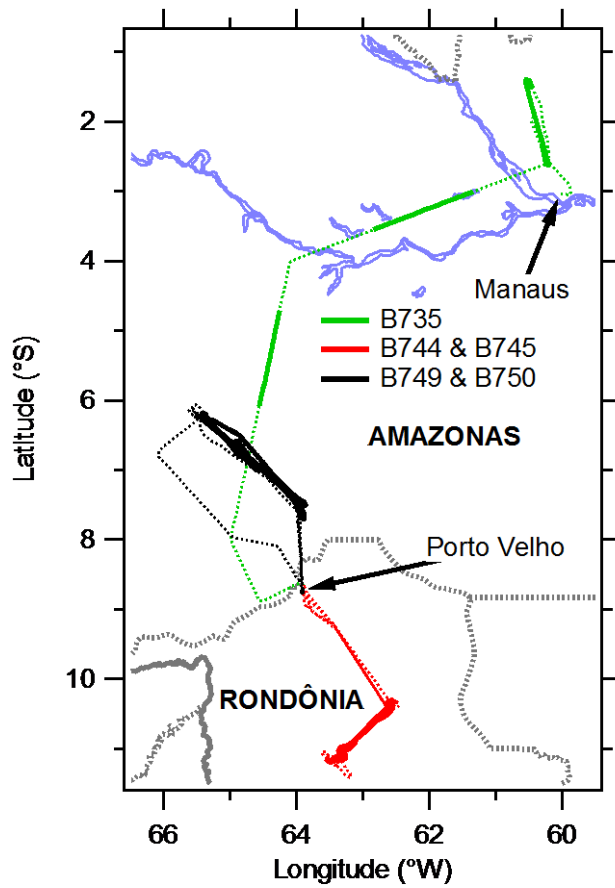 2
Manaus
4
B735
B744 & B745
B749 & B750
Latitude (°S)
6
AMAZONAS
8
Porto Velho
10
RONDÔNIA
66 64 62 60
Longitude (°W)